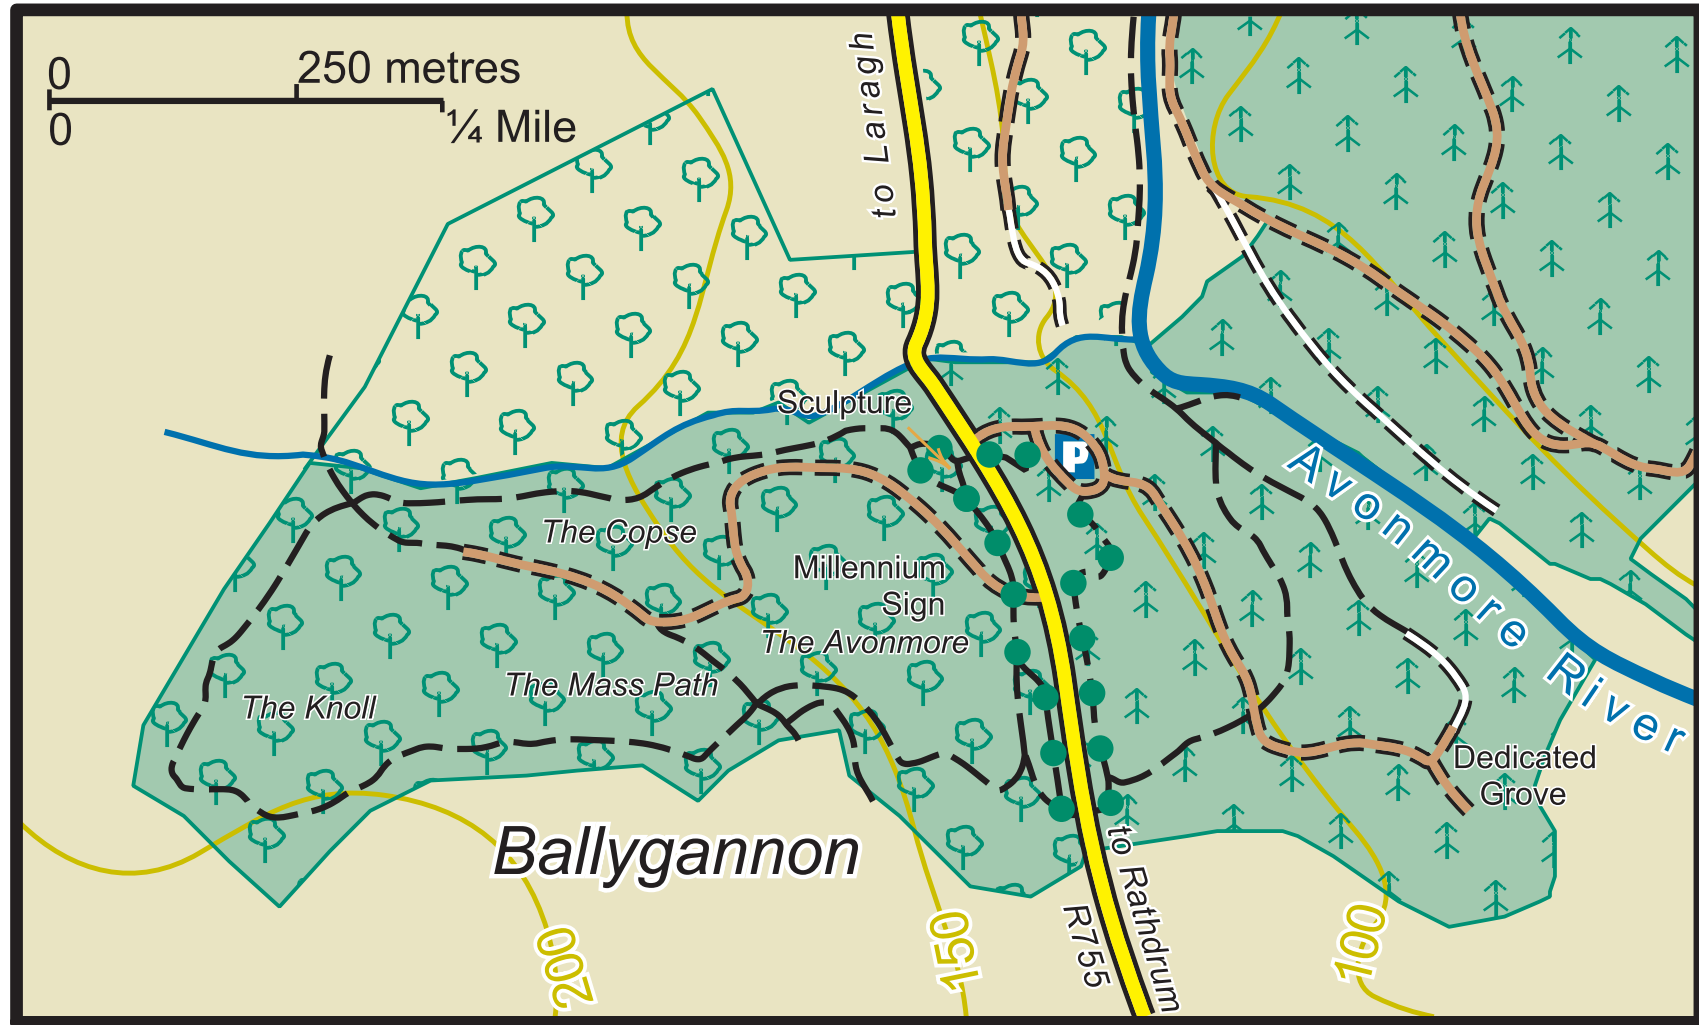 0
250 metres
0
¼ Mile
to Laragh
Sculpture
P
The Copse
Millennium
Sign
The Avonmore
The Mass Path
The Knoll
Avonmore River
Dedicated
Grove
Ballygannon
to Rathdrum
R755
200
150
100